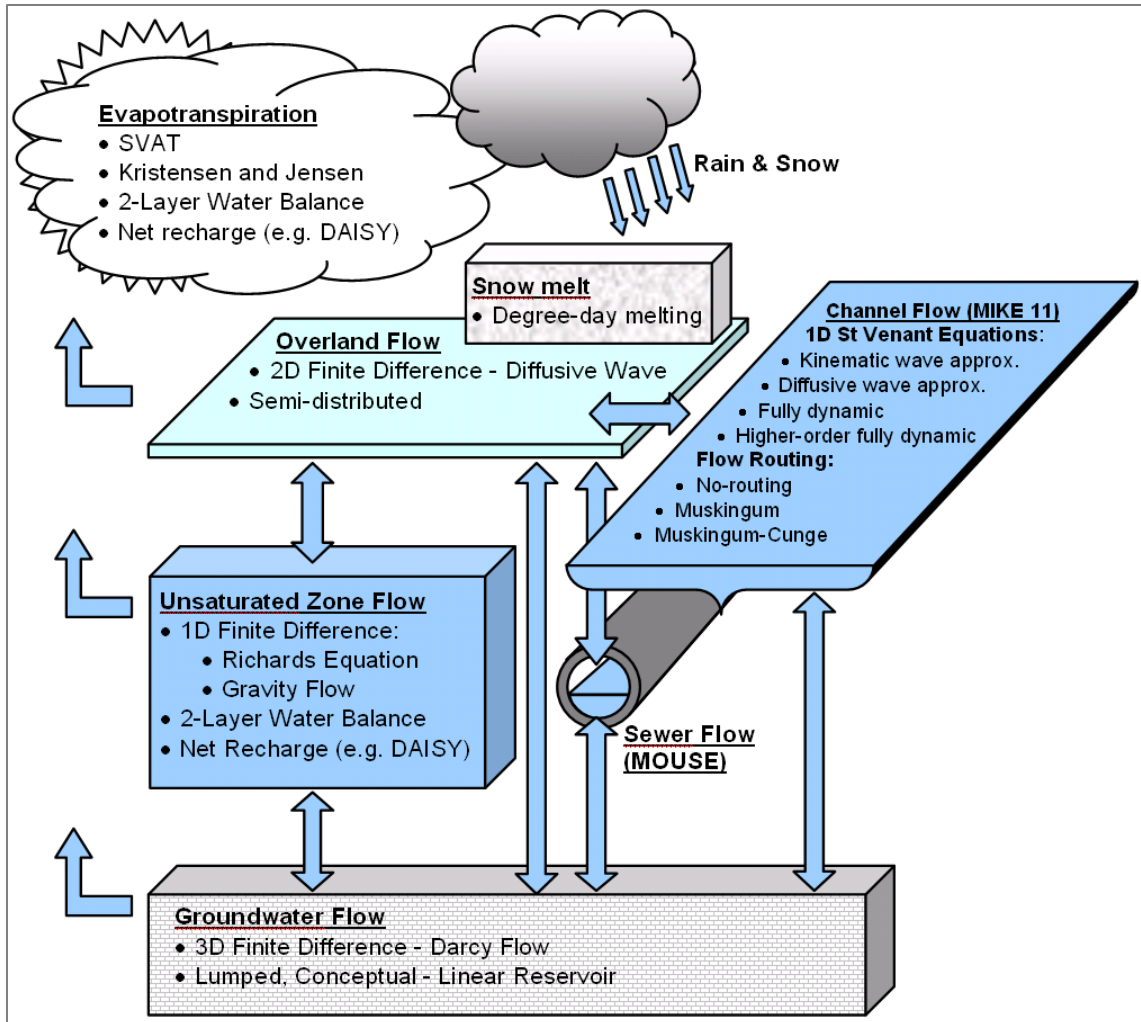 Evapotranspiration
• SVAT
• Kristensen and Jensen
• 2-Layer Water Balance
• Net recharge (e.g. DAISY)
Rain & Snow
Snow melt
• Degree-day melting
Overland Flow
• 2D Finite Difference - Diffusive Wave
• Semi-distributed
Channel Flow (MIKE 11)
1D St Venant Equations:
• Kinematic wave approx.
• Diffusive wave approx.
• Fully dynamic
• Higher-order fully dynamic
Flow Routing:
• No-routing
• Muskingum
• Muskingum-Cunge
Unsaturated Zone Flow
• 1D Finite Difference:
• Richards Equation
• Gravity Flow
• 2-Layer Water Balance
• Net Recharge (e.g. DAISY)
Sewer Flow
(MOUSE)
Groundwater Flow
• 3D Finite Difference - Darcy Flow
• Lumped, Conceptual - Linear Reservoir